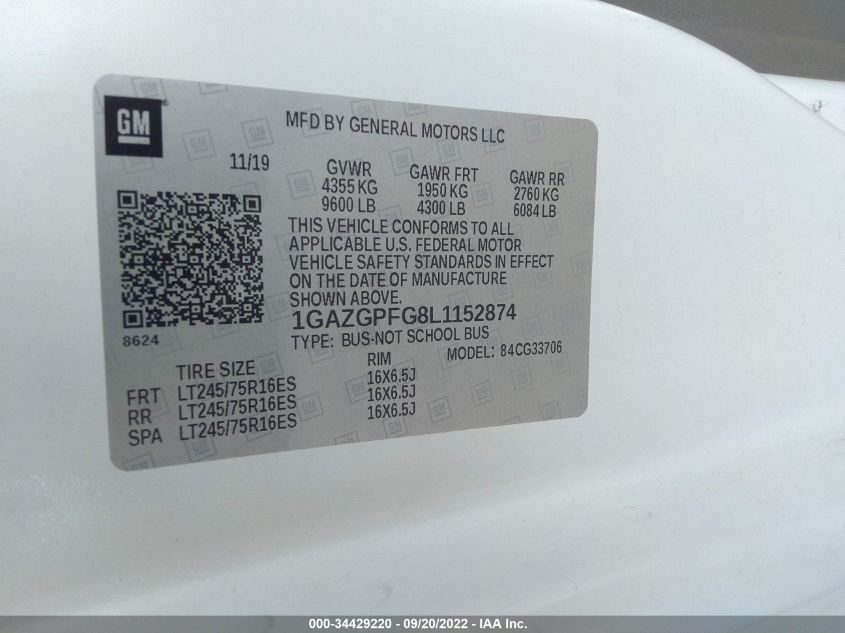 GM
MFD BY GENERAL MOTORS LLC
11/19
GVWR GAWR FRT GAWR RR
4355 KG 1950 KG 2760 KG
9600 LB 4300 LB 6084 LB
THIS VEHICLE CONFORMS TO ALL
APPLICABLE U.S. FEDERAL MOTOR
VEHICLE SAFETY STANDARDS IN EFFECT
ON THE DATE OF MANUFACTURE
SHOWN ABOVE.
1GAZGPFG8L1152874
8624
TYPE: BUS-NOT SCHOOL BUS
MODEL: 84CG33706
TIRE SIZE RIM
FRT LT245/75R16ES 16X6.5J
RR LT245/75R16ES 16X6.5J
SPA LT245/75R16ES 16X6.5J
000-34429220 - 09/20/2022 - IAA Inc.